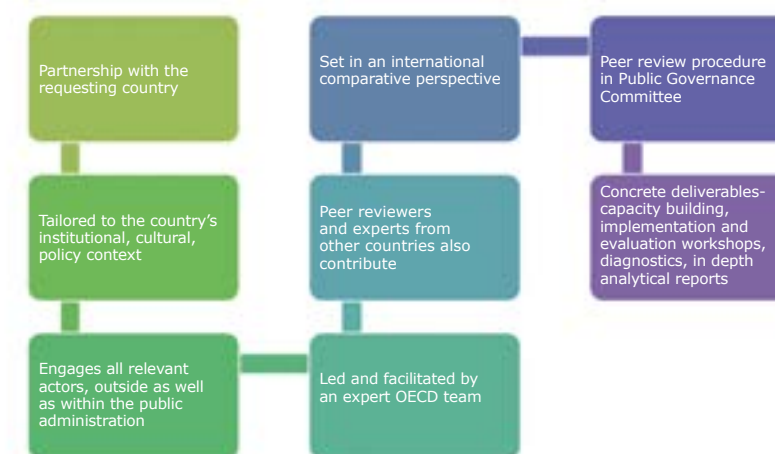 Partnership with the
requesting country
Tailored to the country's
institutional, cultural,
policy context
Engages all relevant
actors, outside as well
as within the public
administration
Led and facilitated by
an expert OECD team
Peer reviewers
and experts from
other countries also
contribute
Set in an international
comparative perspective
Peer review procedure
in Public Governance
Committee
Concrete deliverables-
capacity building,
implementation and
evaluation workshops,
diagnostics, in depth
analytical reports